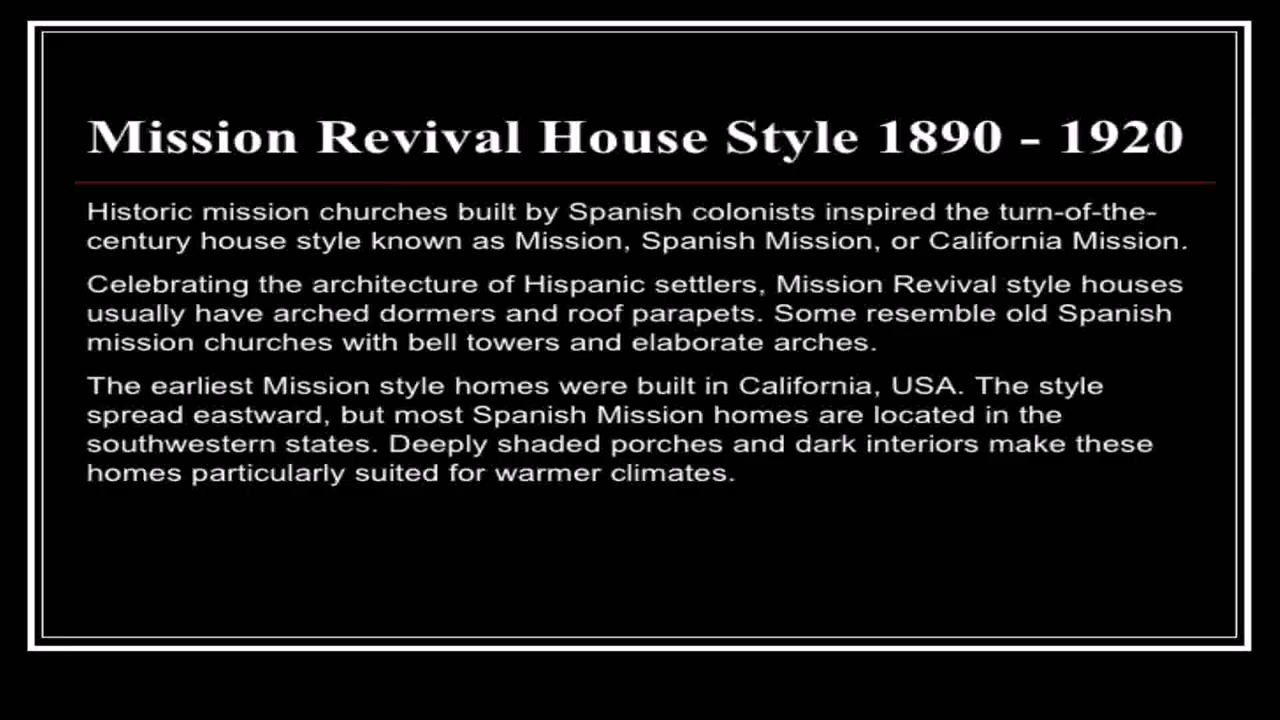 Mission Revival House Style 1890 - 1920
Historic mission churches built by Spanish colonists inspired the turn-of-the-
century house style known as Mission, Spanish Mission, or California Mission.
Celebrating the architecture of Hispanic settlers, Mission Revival style houses
usually have arched dormers and roof parapets. Some resemble old Spanish
mission churches with bell towers and elaborate arches.
The earliest Mission style homes were built in California, USA. The style
spread eastward, but most Spanish Mission homes are located in the
southwestern states. Deeply shaded porches and dark interiors make these
homes particularly suited for warmer climates.